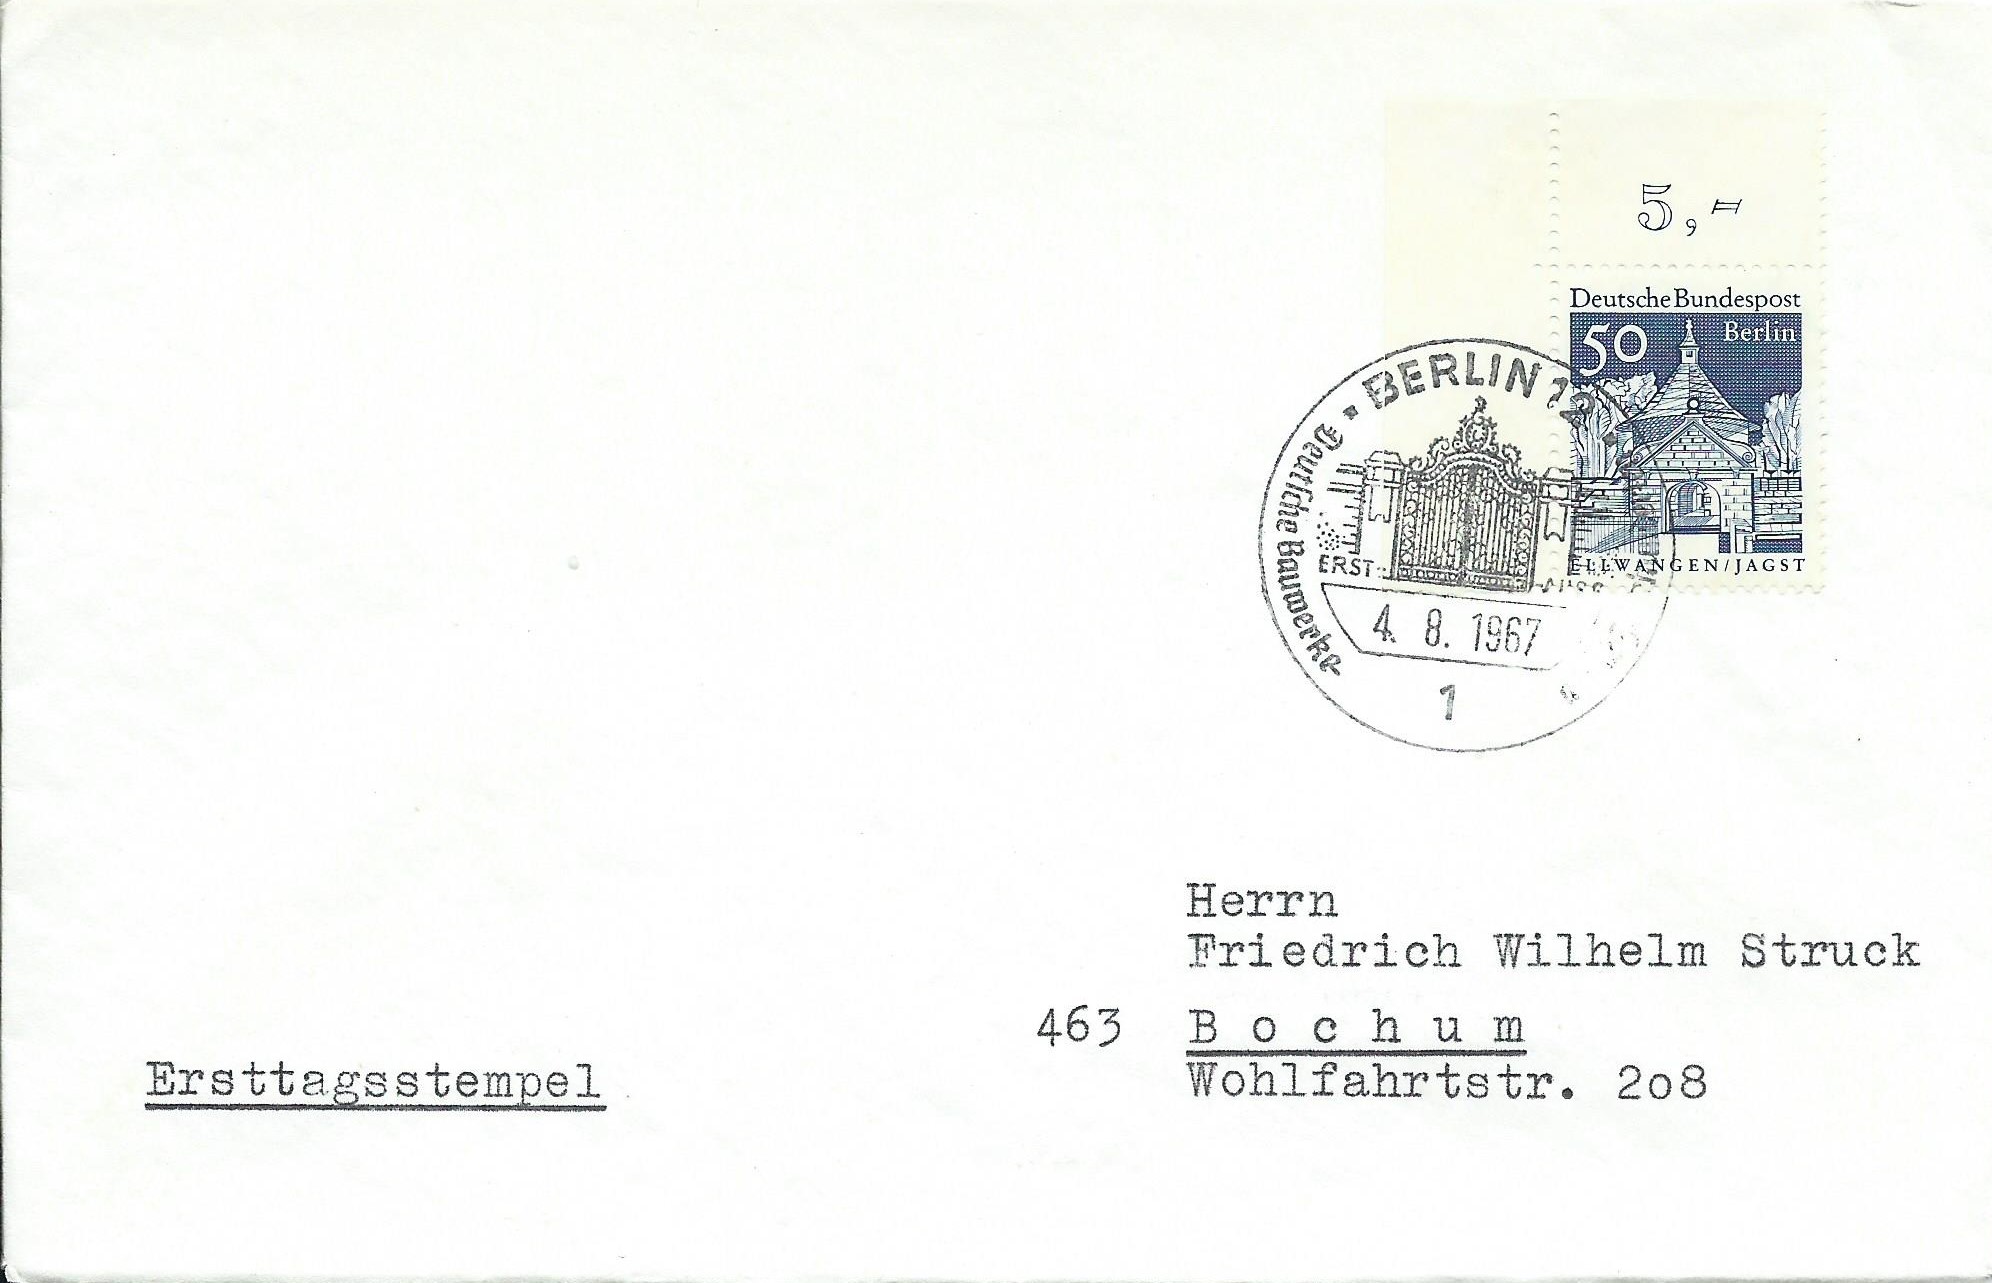 5,=
Deutsche Bundespost
50 Berlin
ELLWANGEN/JAGST
BERLIN 12
Deutsche Bauwerke
ERST-
4. 8. 1967
1
Herrn
Friedrich Wilhelm Struck
463 Bochum
Wohlfahrtstr. 208
Ersttagsstempel